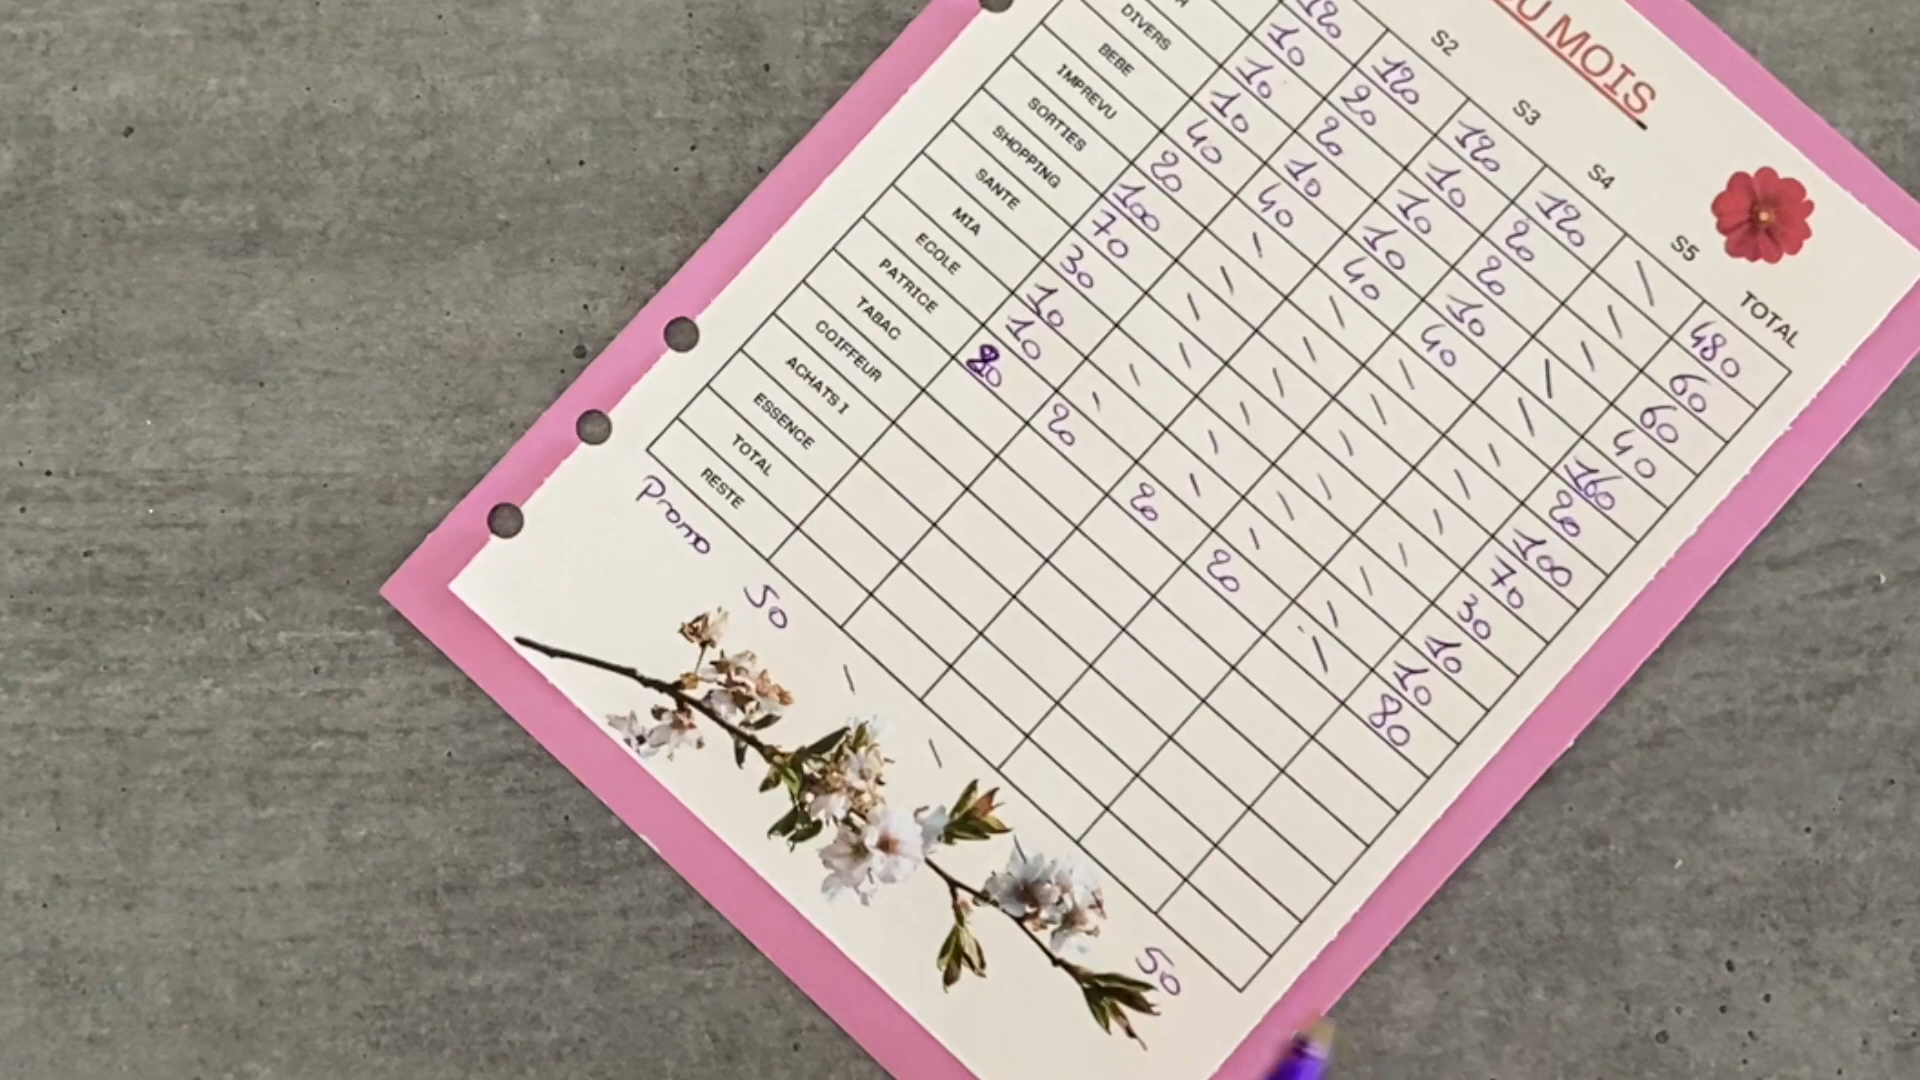 U MOIS
S2 S3 S4 S5 TOTAL
120 120 120 120 / 480
10 20 10 20 / 60
10 20 10 20 / 60
DIVERS 10 10 10 10 / 40
BEBE 40 40 40 40 / 160
IMPREVU 20 / / / / 20
SORTIES 100 / / / / 100
SHOPPING 70 / / / / 70
SANTE 30 / / / / 30
MIA 10 / / / / 10
ECOLE 10 / / / / 10
PATRICE 20 20 20 20 / 80
TABAC
COIFFEUR
ACHATS I
ESSENCE
TOTAL
RESTE
Promo 50 / / 50